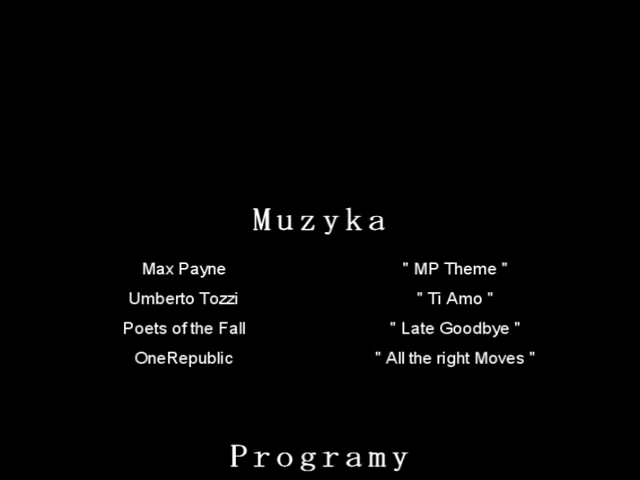 Muzyka
Max Payne " MP Theme "
Umberto Tozzi " Ti Amo "
Poets of the Fall " Late Goodbye "
OneRepublic " All the right Moves "
Programy